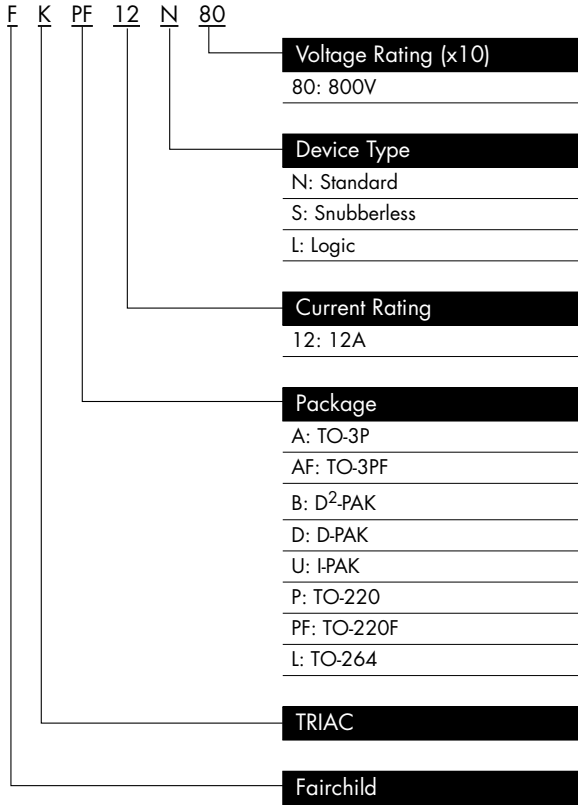 F K PF 12 N 80
Voltage Rating (x10)
80: 800V
Device Type
N: Standard
S: Snubberless
L: Logic
Current Rating
12: 12A
Package
A: TO-3P
AF: TO-3PF
B: D²-PAK
D: D-PAK
U: I-PAK
P: TO-220
PF: TO-220F
L: TO-264
TRIAC
Fairchild